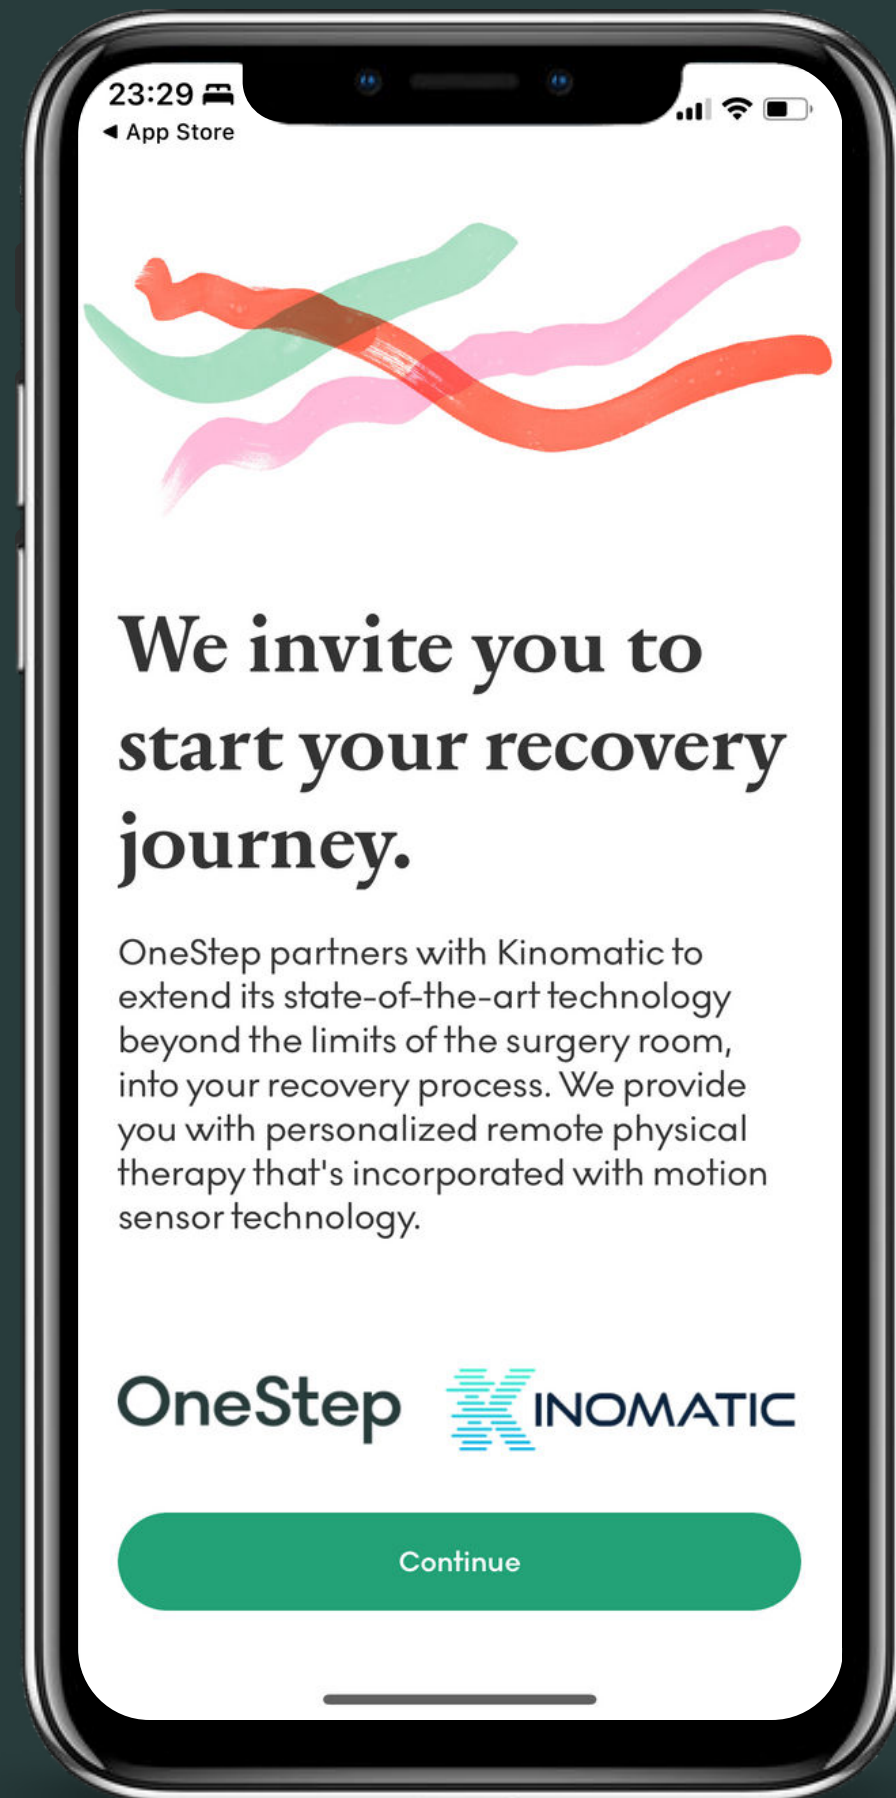 23:29
◀ App Store
We invite you to
start your recovery
journey.
OneStep partners with Kinomatic to
extend its state-of-the-art technology
beyond the limits of the surgery room,
into your recovery process. We provide
you with personalized remote physical
therapy that's incorporated with motion
sensor technology.
OneStep KINOMATIC
Continue